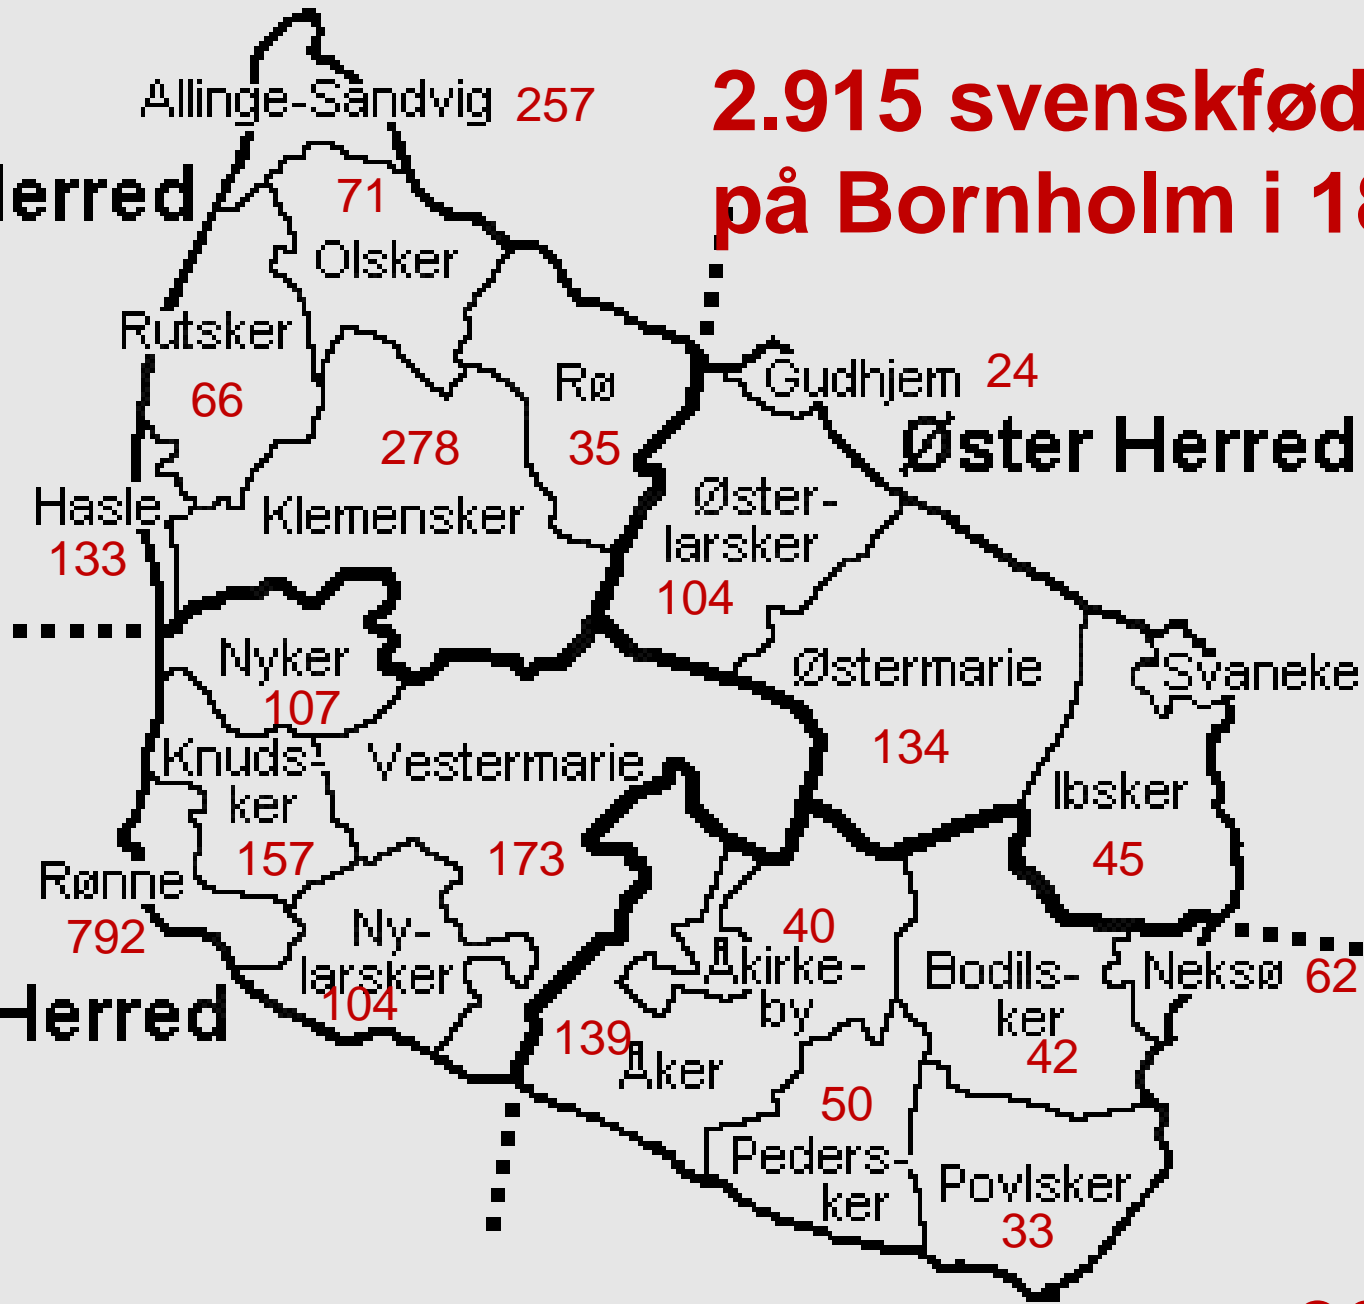 2.915 svenskfød
på Bornholm i 18
Allinge-Sandvig 257
Herred
71
Olsker
Rutsker
66
Rø
35
Gudhjem 24
Øster Herred
278
Klemensker
Hasle
133
Øster-
larsker
104
Nyker
107
Østermarie
134
Svaneke
Knuds-
ker
157
Vestermarie
173
Ibsker
45
Rønne
792
Ny-
larsker
104
Herred
40
Åkirke-
by
Bodils-
ker
42
Neksø 62
139
Åker
50
Peders-
ker
Povlsker
33